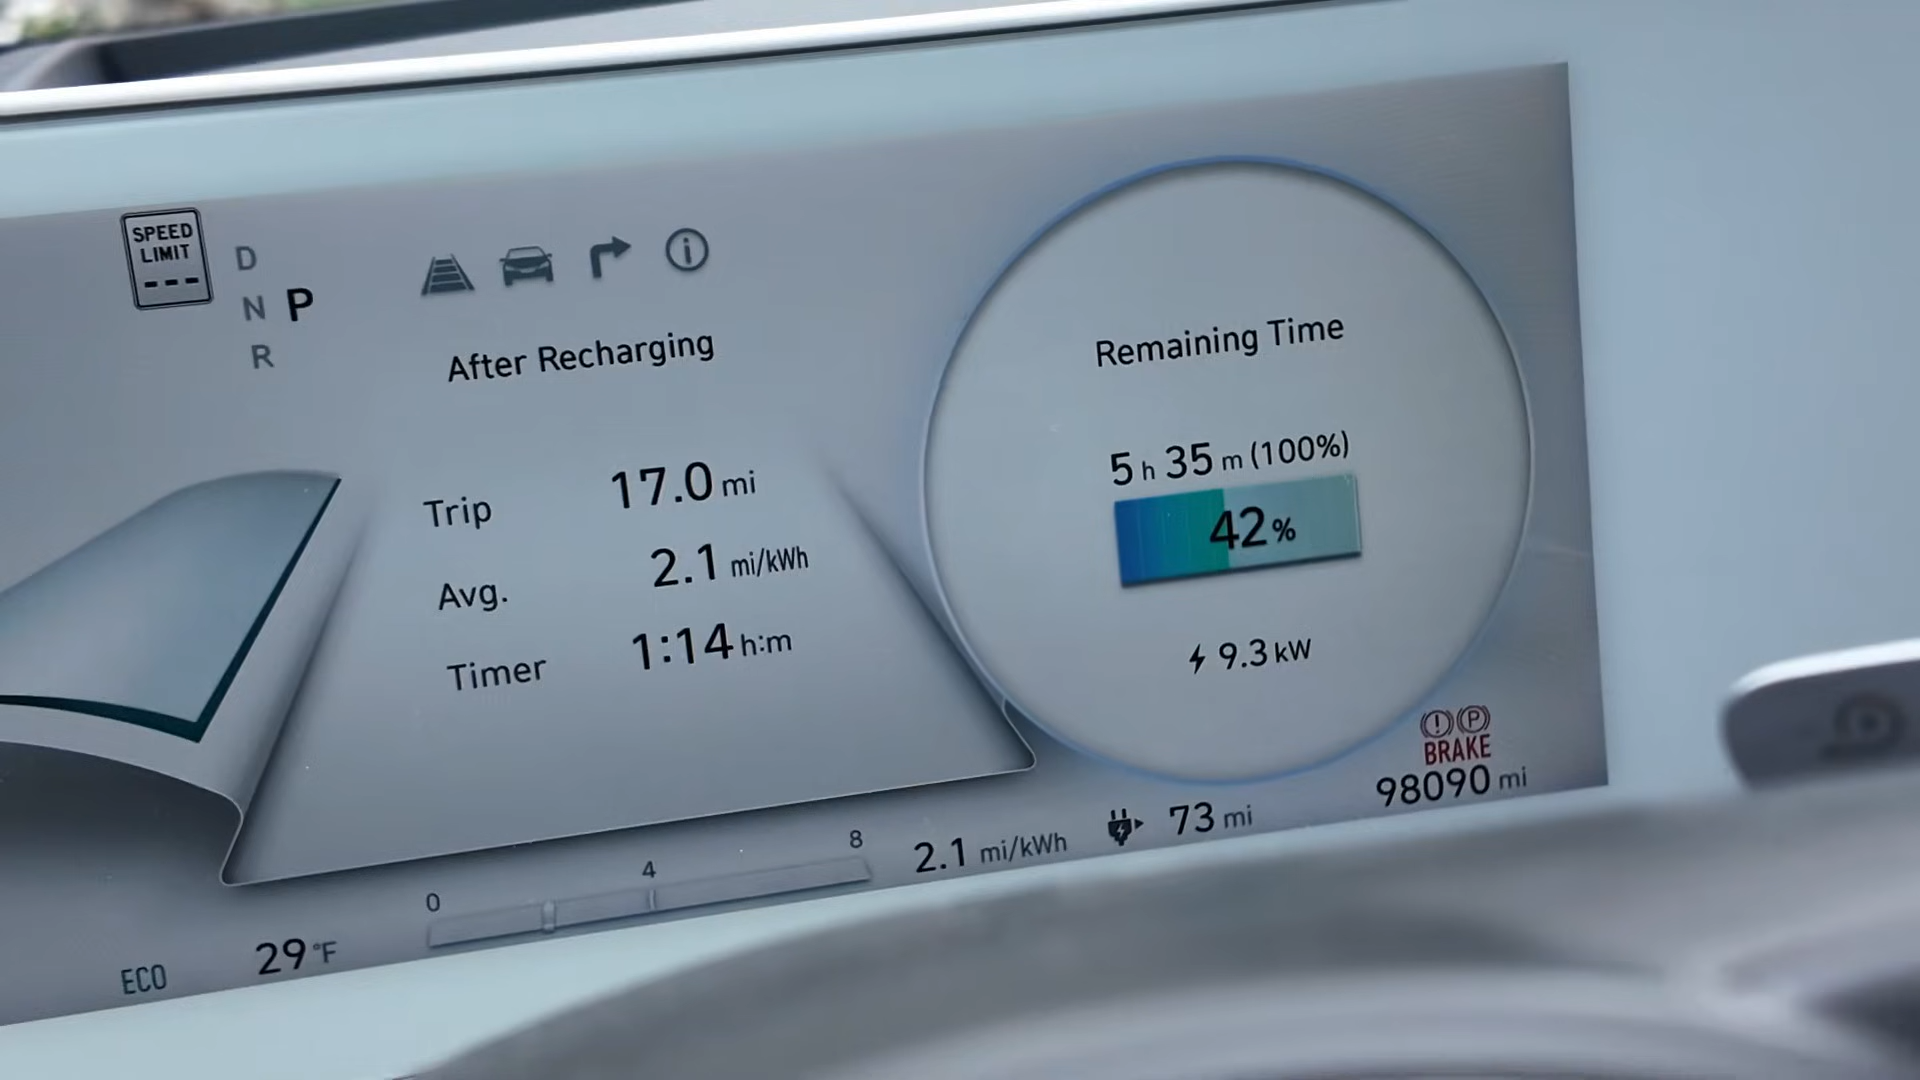 SPEED
LIMIT
---
D
N P
R
After Recharging
Trip 17.0 mi
Avg. 2.1 mi/kWh
Timer 1:14 h:m
Remaining Time
5 h 35 m (100%)
42%
9.3 kW
BRAKE
98090 mi
0 4 8
2.1 mi/kWh
73 mi
ECO
29 °F